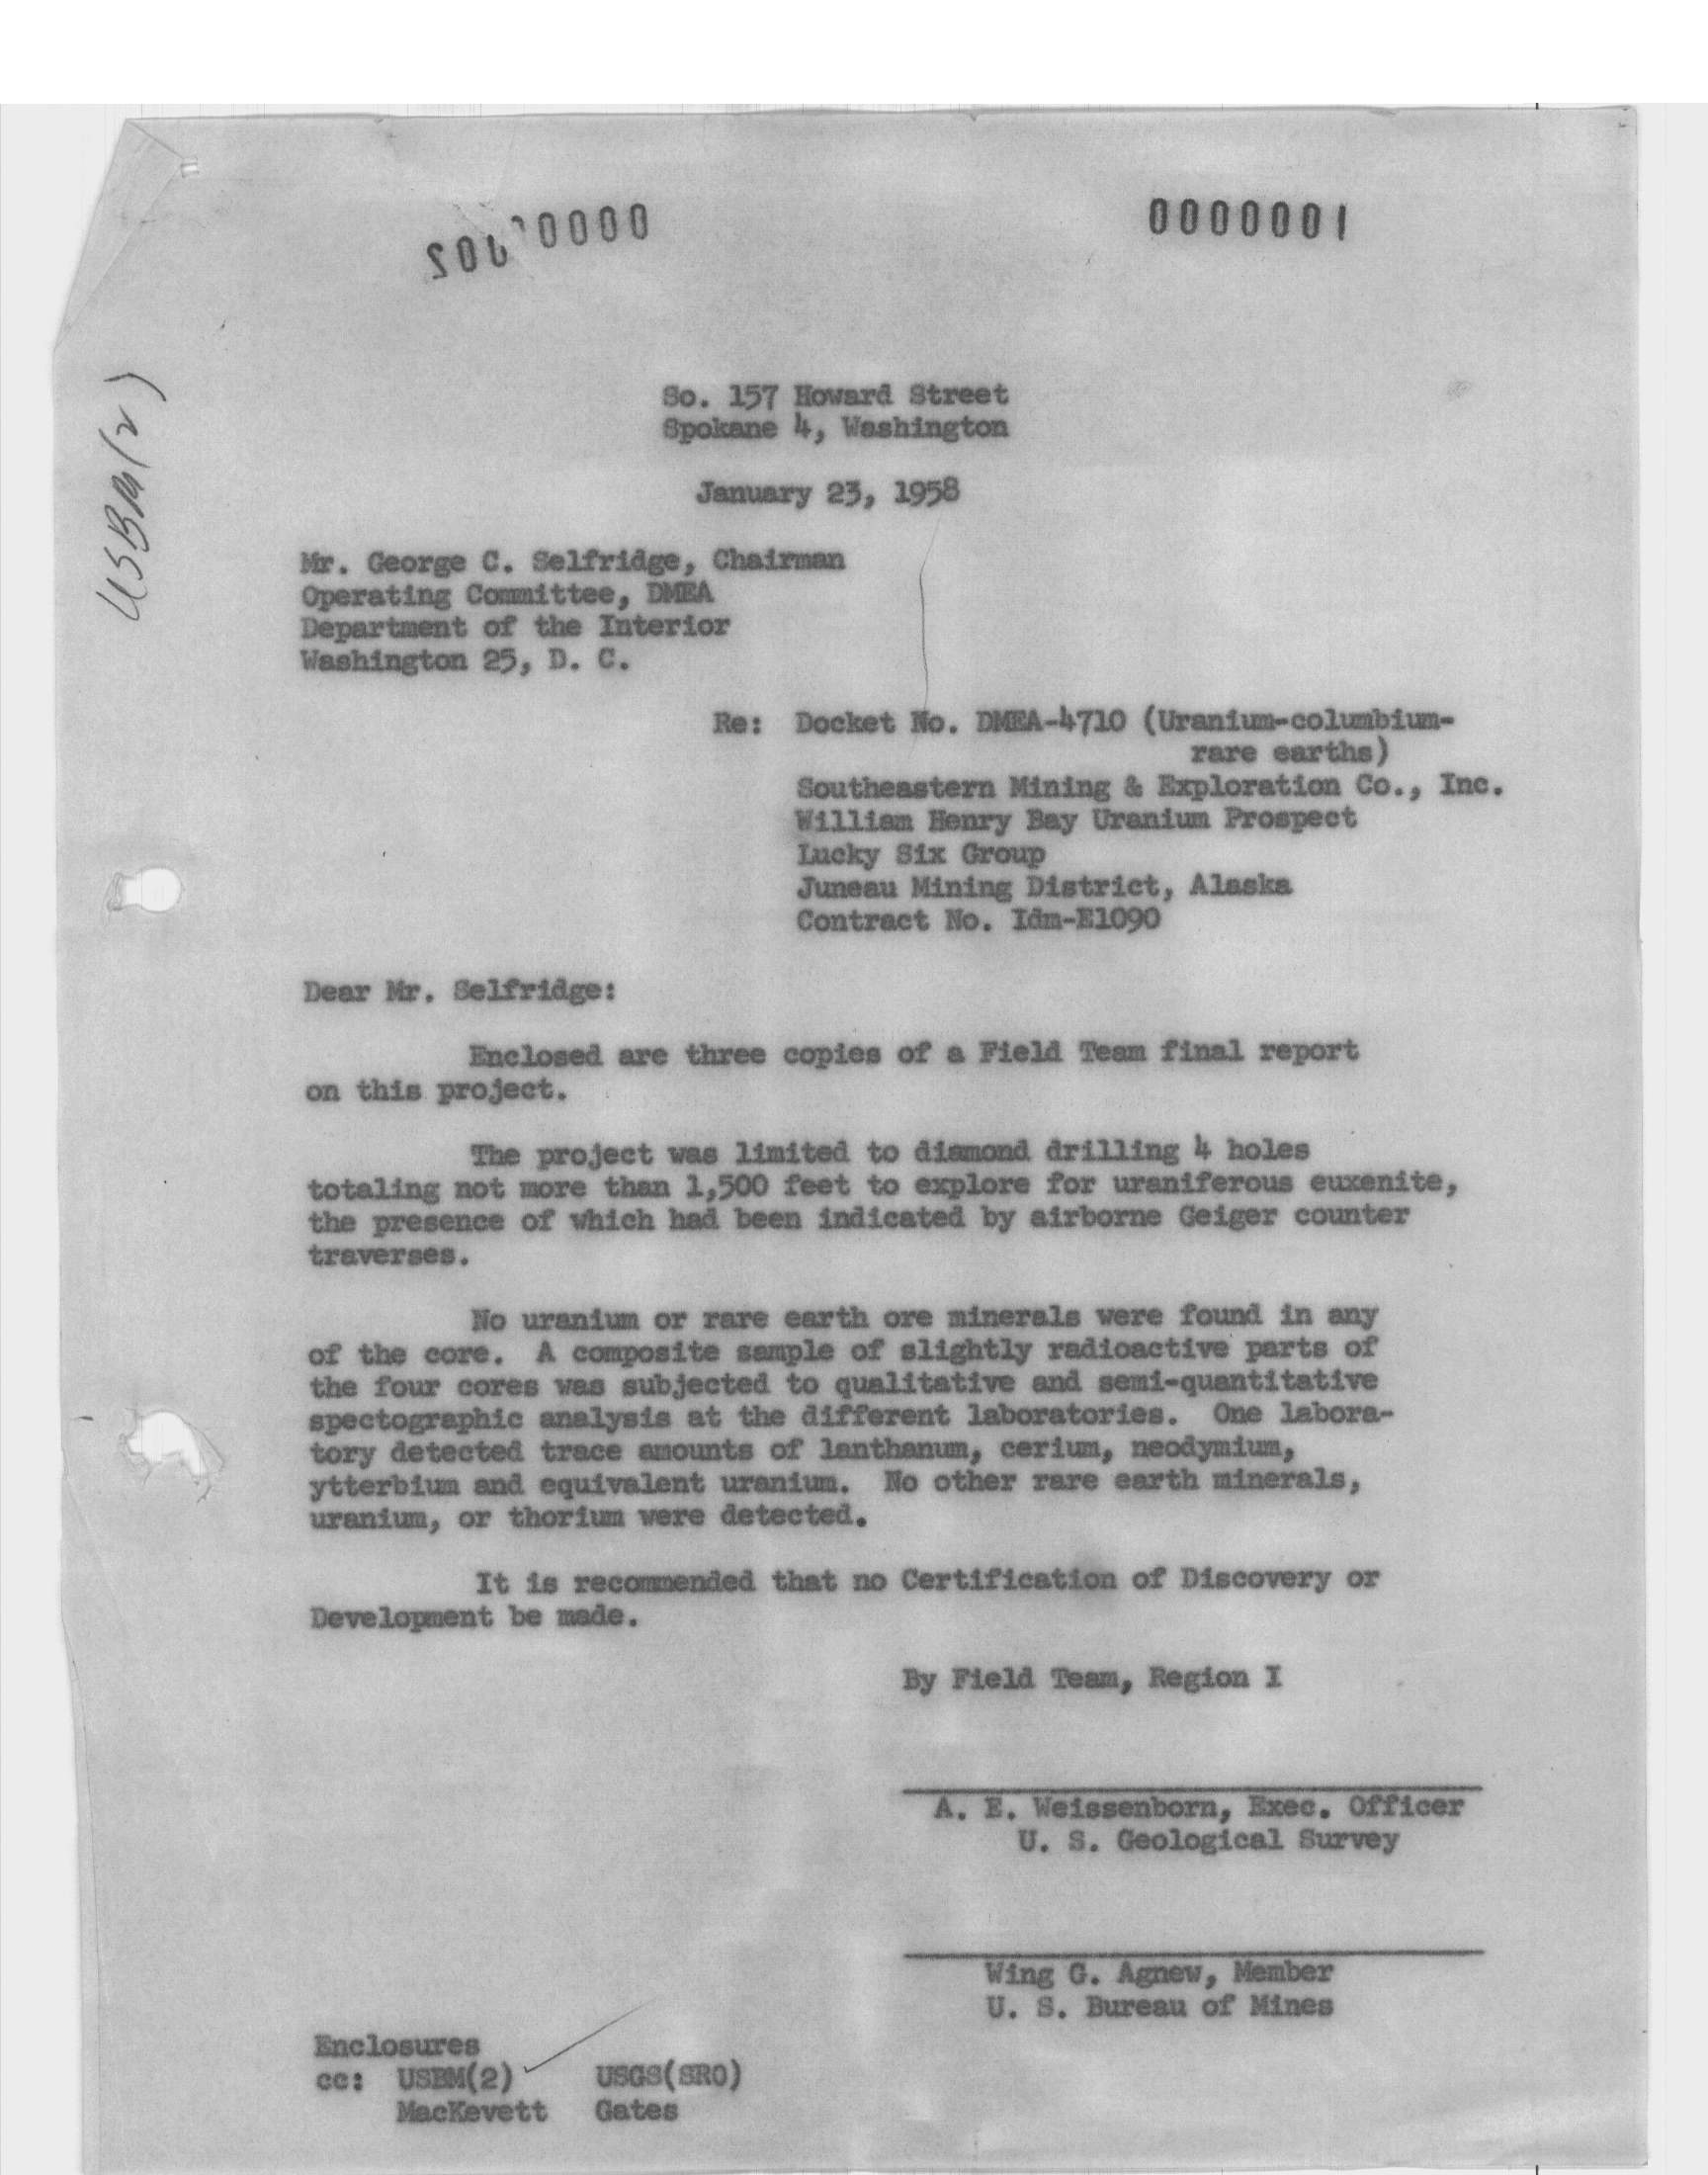 0000001
USBM(2)
So. 157 Howard Street
Spokane 4, Washington
January 23, 1958
Mr. George C. Selfridge, Chairman
Operating Committee, DMEA
Department of the Interior
Washington 25, D. C.
Re: Docket No. DMEA-4710 (Uranium-columbium-
rare earths)
Southeastern Mining & Exploration Co., Inc.
William Henry Bay Uranium Prospect
Lucky Six Group
Juneau Mining District, Alaska
Contract No. Idm-E1090
Dear Mr. Selfridge:
Enclosed are three copies of a Field Team final report
on this project.
The project was limited to diamond drilling 4 holes
totaling not more than 1,500 feet to explore for uraniferous euxenite,
the presence of which had been indicated by airborne Geiger counter
traverses.
No uranium or rare earth ore minerals were found in any
of the core. A composite sample of slightly radioactive parts of
the four cores was subjected to qualitative and semi-quantitative
spectographic analysis at the different laboratories. One labora-
tory detected trace amounts of lanthanum, cerium, neodymium,
ytterbium and equivalent uranium. No other rare earth minerals,
uranium, or thorium were detected.
It is recommended that no Certification of Discovery or
Development be made.
By Field Team, Region I
A. E. Weissenborn, Exec. Officer
U. S. Geological Survey
Wing G. Agnew, Member
U. S. Bureau of Mines
Enclosures
cc: USBM(2) USGS(SRO)
MacKevett Gates